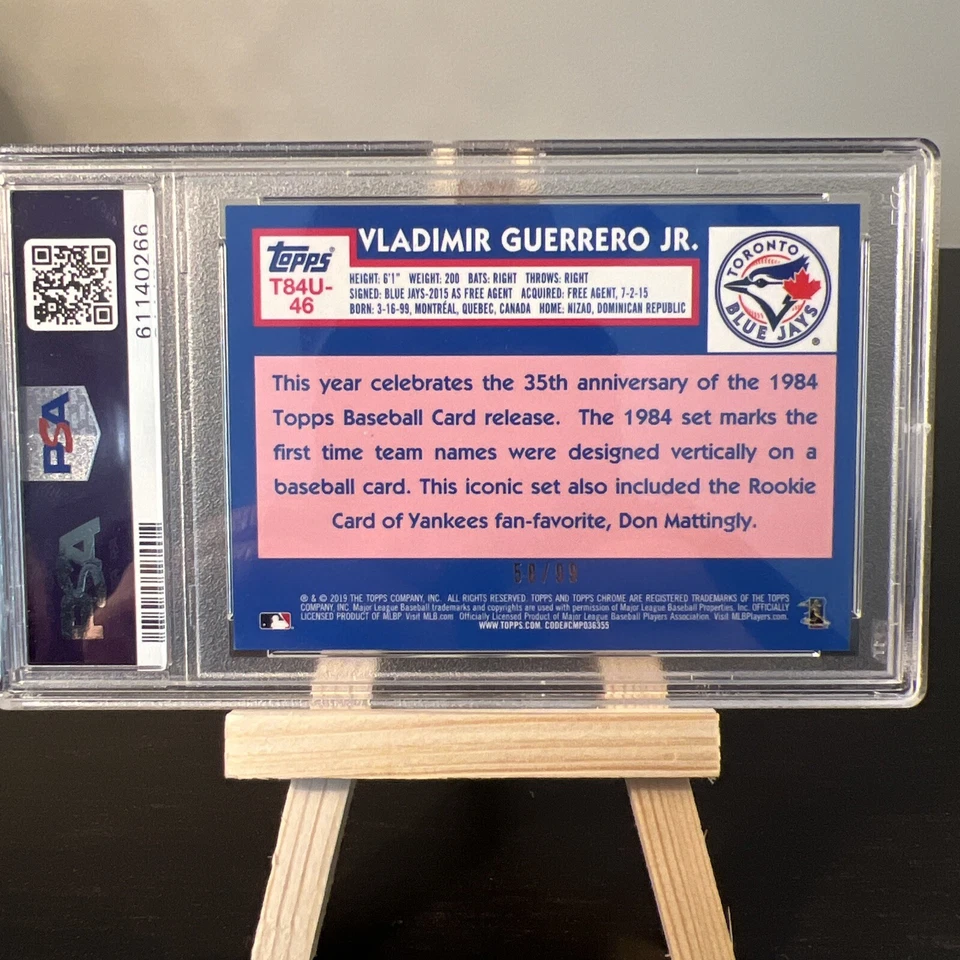 61140266
PSA
PSA
Topps®
T84U-
46
VLADIMIR GUERRERO JR.
HEIGHT: 6'1" WEIGHT: 200 BATS: RIGHT THROWS: RIGHT
SIGNED: BLUE JAYS-2015 AS FREE AGENT ACQUIRED: FREE AGENT, 7-2-15
BORN: 3-16-99, MONTRÉAL, QUEBEC, CANADA HOME: NIZAO, DOMINICAN REPUBLIC
TORONTO
BLUE JAYS
®
This year celebrates the 35th anniversary of the 1984
Topps Baseball Card release. The 1984 set marks the
first time team names were designed vertically on a
baseball card. This iconic set also included the Rookie
Card of Yankees fan-favorite, Don Mattingly.
® & © 2019 THE TOPPS COMPANY, INC. ALL RIGHTS RESERVED. TOPPS AND TOPPS CHROME ARE REGISTERED TRADEMARKS OF THE TOPPS
COMPANY, INC. Major League Baseball trademarks and copyrights are used with permission of Major League Baseball Properties, Inc. OFFICIALLY
LICENSED PRODUCT OF MLBP Visit MLB.com Officially Licensed Product of Major League Baseball Players Association. Visit MLBPlayers.com
WWW.TOPPS.COM. CODE#CMP036355